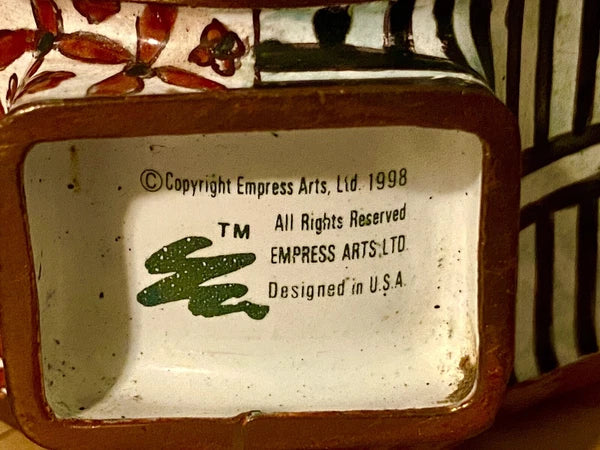 ©Copyright Empress Arts, Ltd. 1998
TM
All Rights Reserved
EMPRESS ARTS,LTD.
Designed in U.S.A.